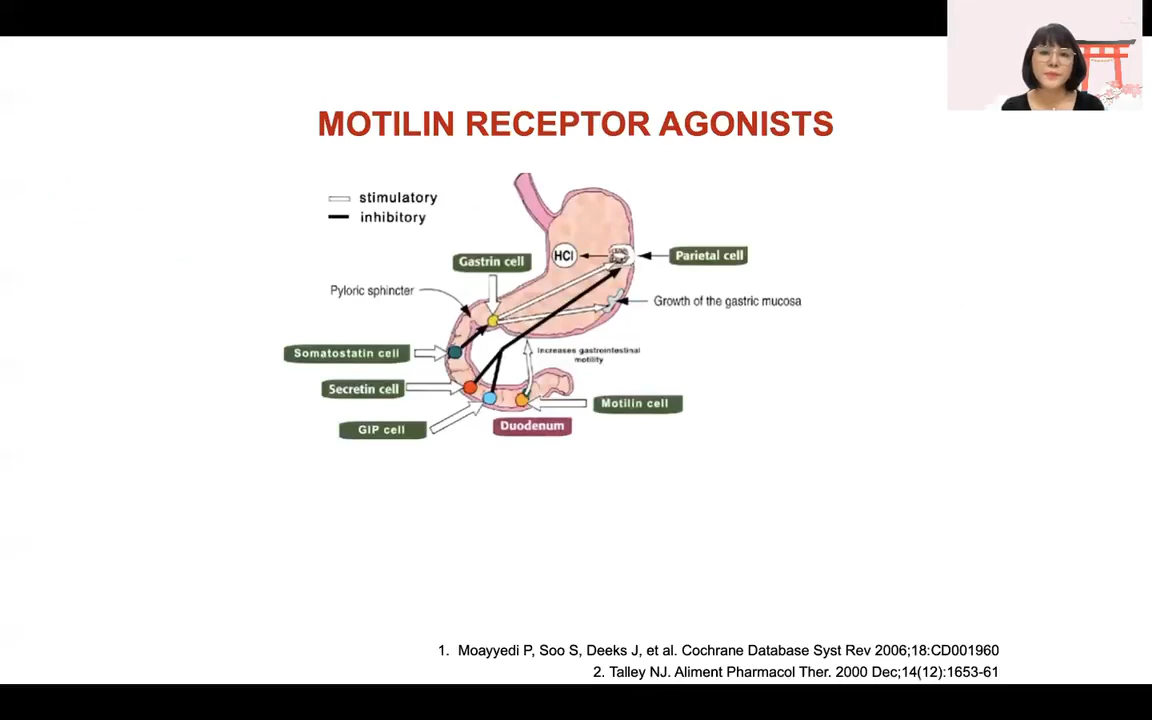 MOTILIN RECEPTOR AGONISTS
stimulatory
inhibitory
HCl
Parietal cell
Gastrin cell
Pyloric sphincter
Growth of the gastric mucosa
Somatostatin cell
Increases gastrointestinal
motility
Secretin cell
Motilin cell
GIP cell
Duodenum
1. Moayyedi P, Soo S, Deeks J, et al. Cochrane Database Syst Rev 2006;18:CD001960
2. Talley NJ. Aliment Pharmacol Ther. 2000 Dec;14(12):1653-61